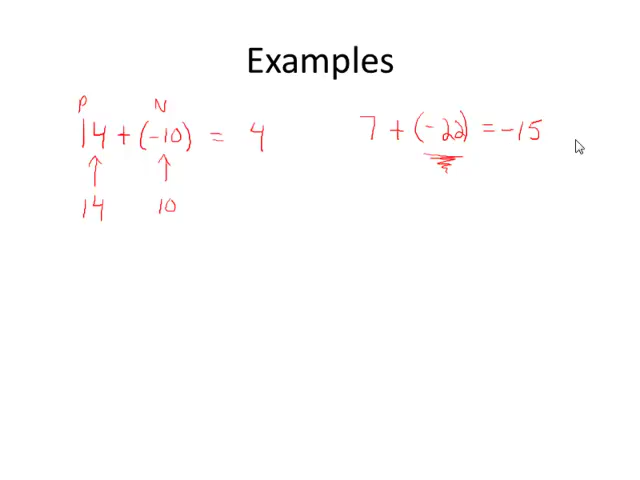 Examples
P N
14 + (-10) = 4
14 10
7 + (-22) = -15